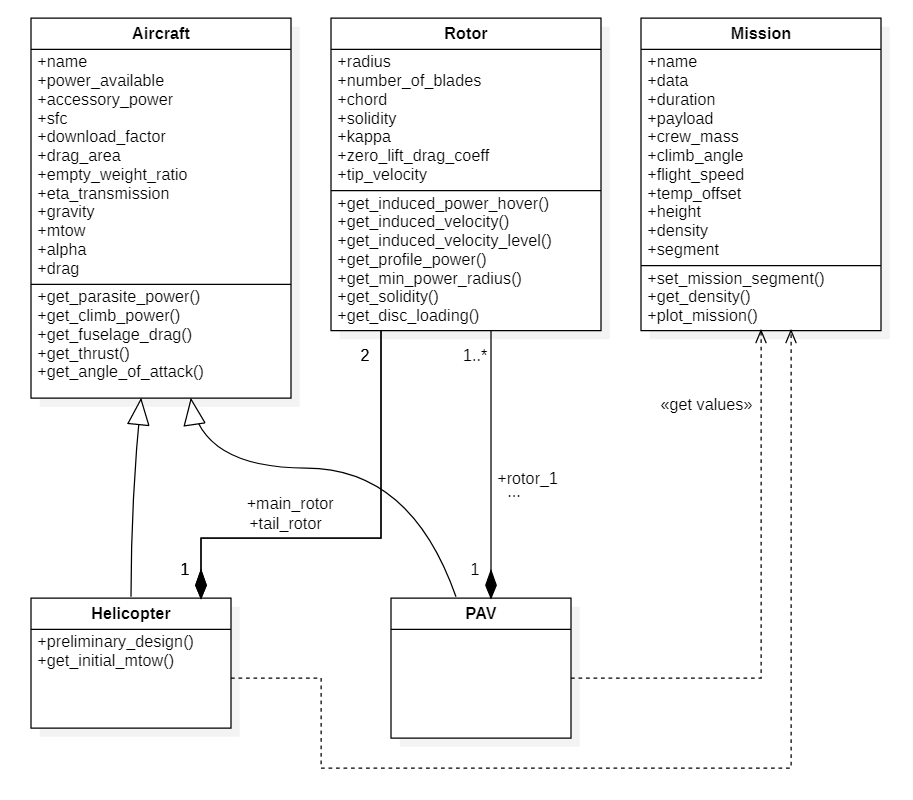 Aircraft
+name
+power_available
+accessory_power
+sfc
+download_factor
+drag_area
+empty_weight_ratio
+eta_transmission
+gravity
+mtow
+alpha
+drag
+get_parasite_power()
+get_climb_power()
+get_fuselage_drag()
+get_thrust()
+get_angle_of_attack()
Rotor
+radius
+number_of_blades
+chord
+solidity
+kappa
+zero_lift_drag_coeff
+tip_velocity
+get_induced_power_hover()
+get_induced_velocity()
+get_induced_velocity_level()
+get_profile_power()
+get_min_power_radius()
+get_solidity()
+get_disc_loading()
Mission
+name
+data
+duration
+payload
+crew_mass
+climb_angle
+flight_speed
+temp_offset
+height
+density
+segment
+set_mission_segment()
+get_density()
+plot_mission()
2
1..*
«get values»
+main_rotor
+tail_rotor
+rotor_1
...
1
1
Helicopter
+preliminary_design()
+get_initial_mtow()
PAV